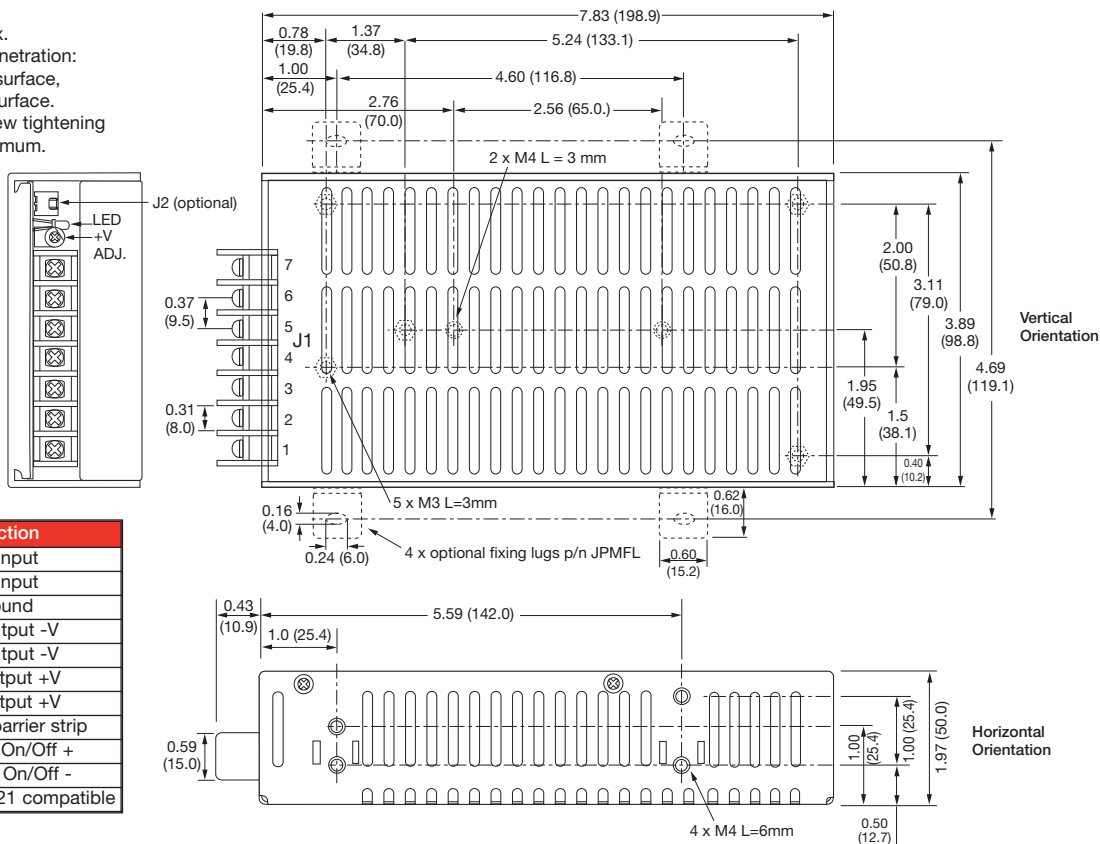 x.
netration:
surface,
urface.
ew tightening
mum.
7.83 (198.9)
0.78
(19.8)
1.37
(34.8)
5.24 (133.1)
1.00
(25.4)
4.60 (116.8)
2.76
(70.0)
2.56 (65.0.)
2 x M4 L = 3 mm
J2 (optional)
LED
+V
ADJ.
7
6
5
4
3
2
1
J1
0.37
(9.5)
0.31
(8.0)
2.00
(50.8)
3.11
(79.0)
3.89
(98.8)
4.69
(119.1)
Vertical
Orientation
1.95
(49.5)
1.5
(38.1)
0.40
(10.2)
5 x M3 L=3mm
0.16
(4.0)
0.24 (6.0)
4 x optional fixing lugs p/n JPMFL
0.62
(16.0)
0.60
(15.2)
ction
nput
nput
ound
tput -V
tput -V
tput +V
tput +V
barrier strip
On/Off +
On/Off -
21 compatible
0.43
(10.9)
5.59 (142.0)
1.0 (25.4)
0.59
(15.0)
1.00
(25.4)
1.00 (25.4)
1.97 (50.0)
Horizontal
Orientation
0.50
(12.7)
4 x M4 L=6mm